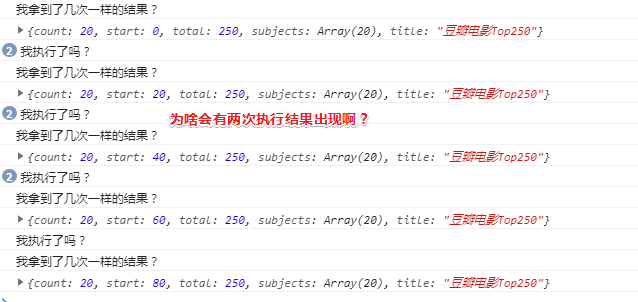 我拿到了几次一样的结果？
{count: 20, start: 0, total: 250, subjects: Array(20), title: "豆瓣电影Top250"}
2 我执行了吗？
我拿到了几次一样的结果？
{count: 20, start: 20, total: 250, subjects: Array(20), title: "豆瓣电影Top250"}
2 我执行了吗？
为啥会有两次执行结果出现啊？
我拿到了几次一样的结果？
{count: 20, start: 40, total: 250, subjects: Array(20), title: "豆瓣电影Top250"}
2 我执行了吗？
我拿到了几次一样的结果？
{count: 20, start: 60, total: 250, subjects: Array(20), title: "豆瓣电影Top250"}
我执行了吗？
我拿到了几次一样的结果？
{count: 20, start: 80, total: 250, subjects: Array(20), title: "豆瓣电影Top250"}